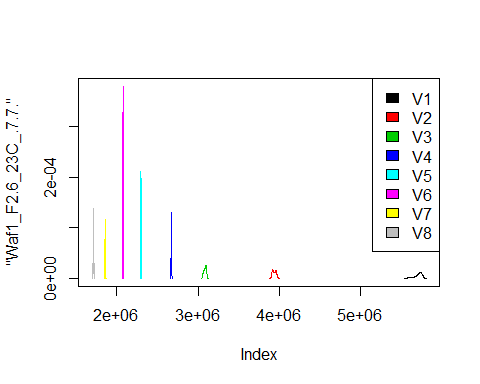 "Waf1_F2.6_23C_.7.7."
0e+00
2e-04
V1
V2
V3
V4
V5
V6
V7
V8
2e+06
3e+06
4e+06
5e+06
Index